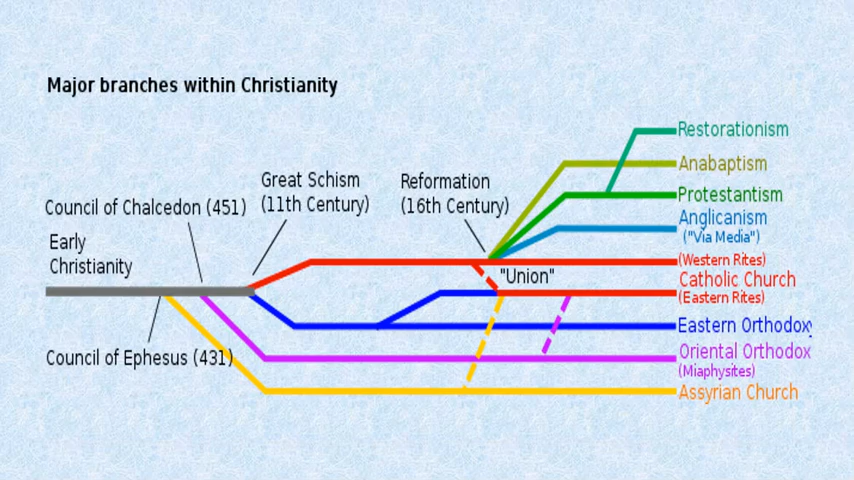 Major branches within Christianity
Restorationism
Anabaptism
Protestantism
Anglicanism
("Via Media")
(Western Rites)
Catholic Church
(Eastern Rites)
Eastern Orthodoxy
Oriental Orthodox
(Miaphysites)
Assyrian Church
Reformation
(16th Century)
"Union"
Great Schism
(11th Century)
Council of Chalcedon (451)
Early
Christianity
Council of Ephesus (431)